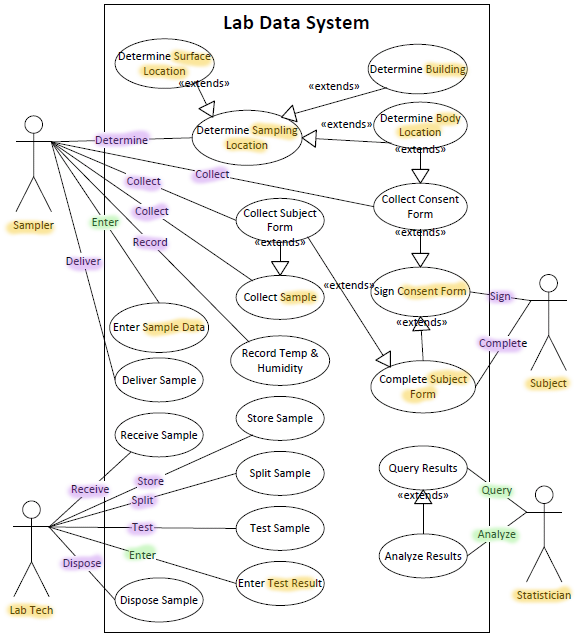 Lab Data System
Determine Surface
Location
«extends»
Determine Building
«extends»
Determine Body
Location
«extends»
«extends»
Determine Sampling
Location
Determine
Collect
Collect
Collect
Enter
Record
Deliver
Sampler
Collect Subject
Form
«extends»
Collect Consent
Form
«extends»
Collect Sample
«extends»
Sign Consent Form
Sign
«extends»
Complete
Enter Sample Data
Record Temp &
Humidity
Deliver Sample
Complete Subject
Form
Subject
Receive Sample
Store Sample
Split Sample
Test Sample
Enter Test Result
Dispose Sample
Receive
Store
Split
Test
Enter
Dispose
Lab Tech
Query Results
«extends»
Analyze Results
Query
Analyze
Statistician